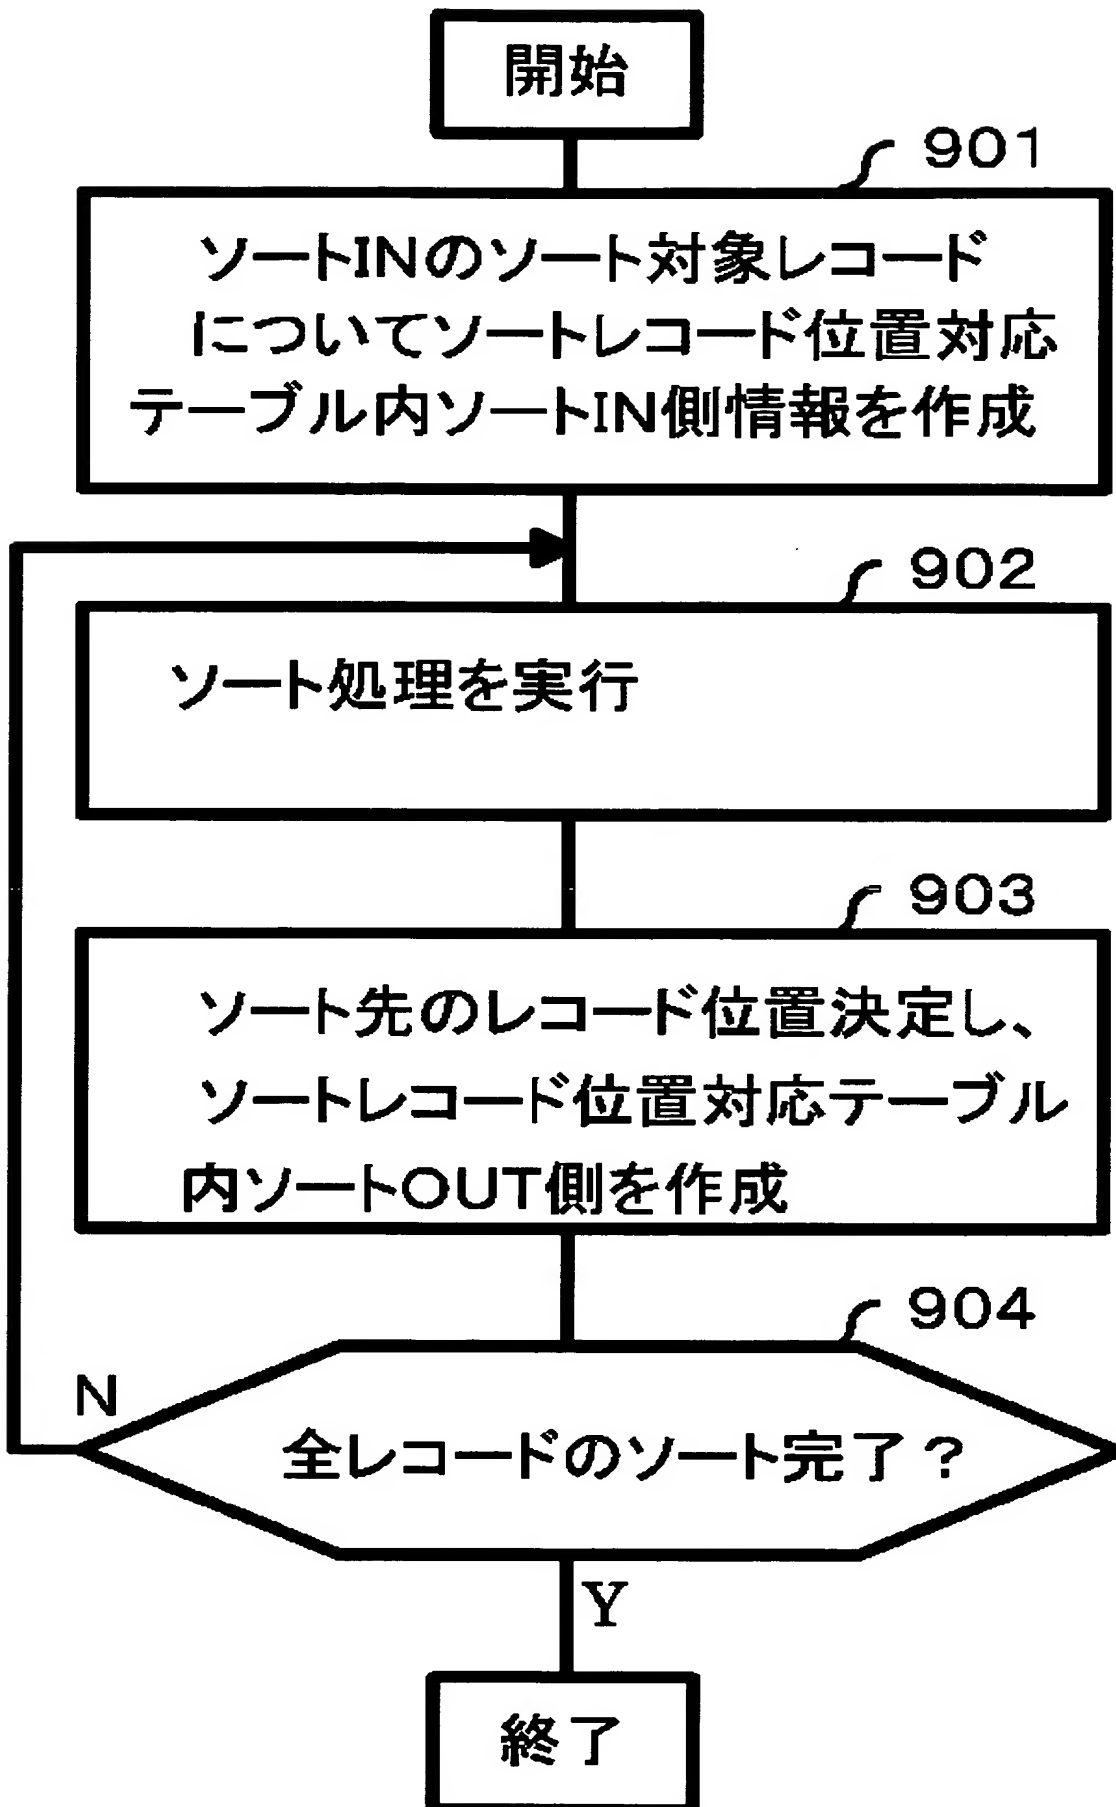 開始
901
ソートINのソート対象レコード
についてソートレコード位置対応
テーブル内ソートIN側情報を作成
902
ソート処理を実行
903
ソート先のレコード位置決定し、
ソートレコード位置対応テーブル
内ソートOUT側を作成
904
N
全レコードのソート完了？
Y
終了